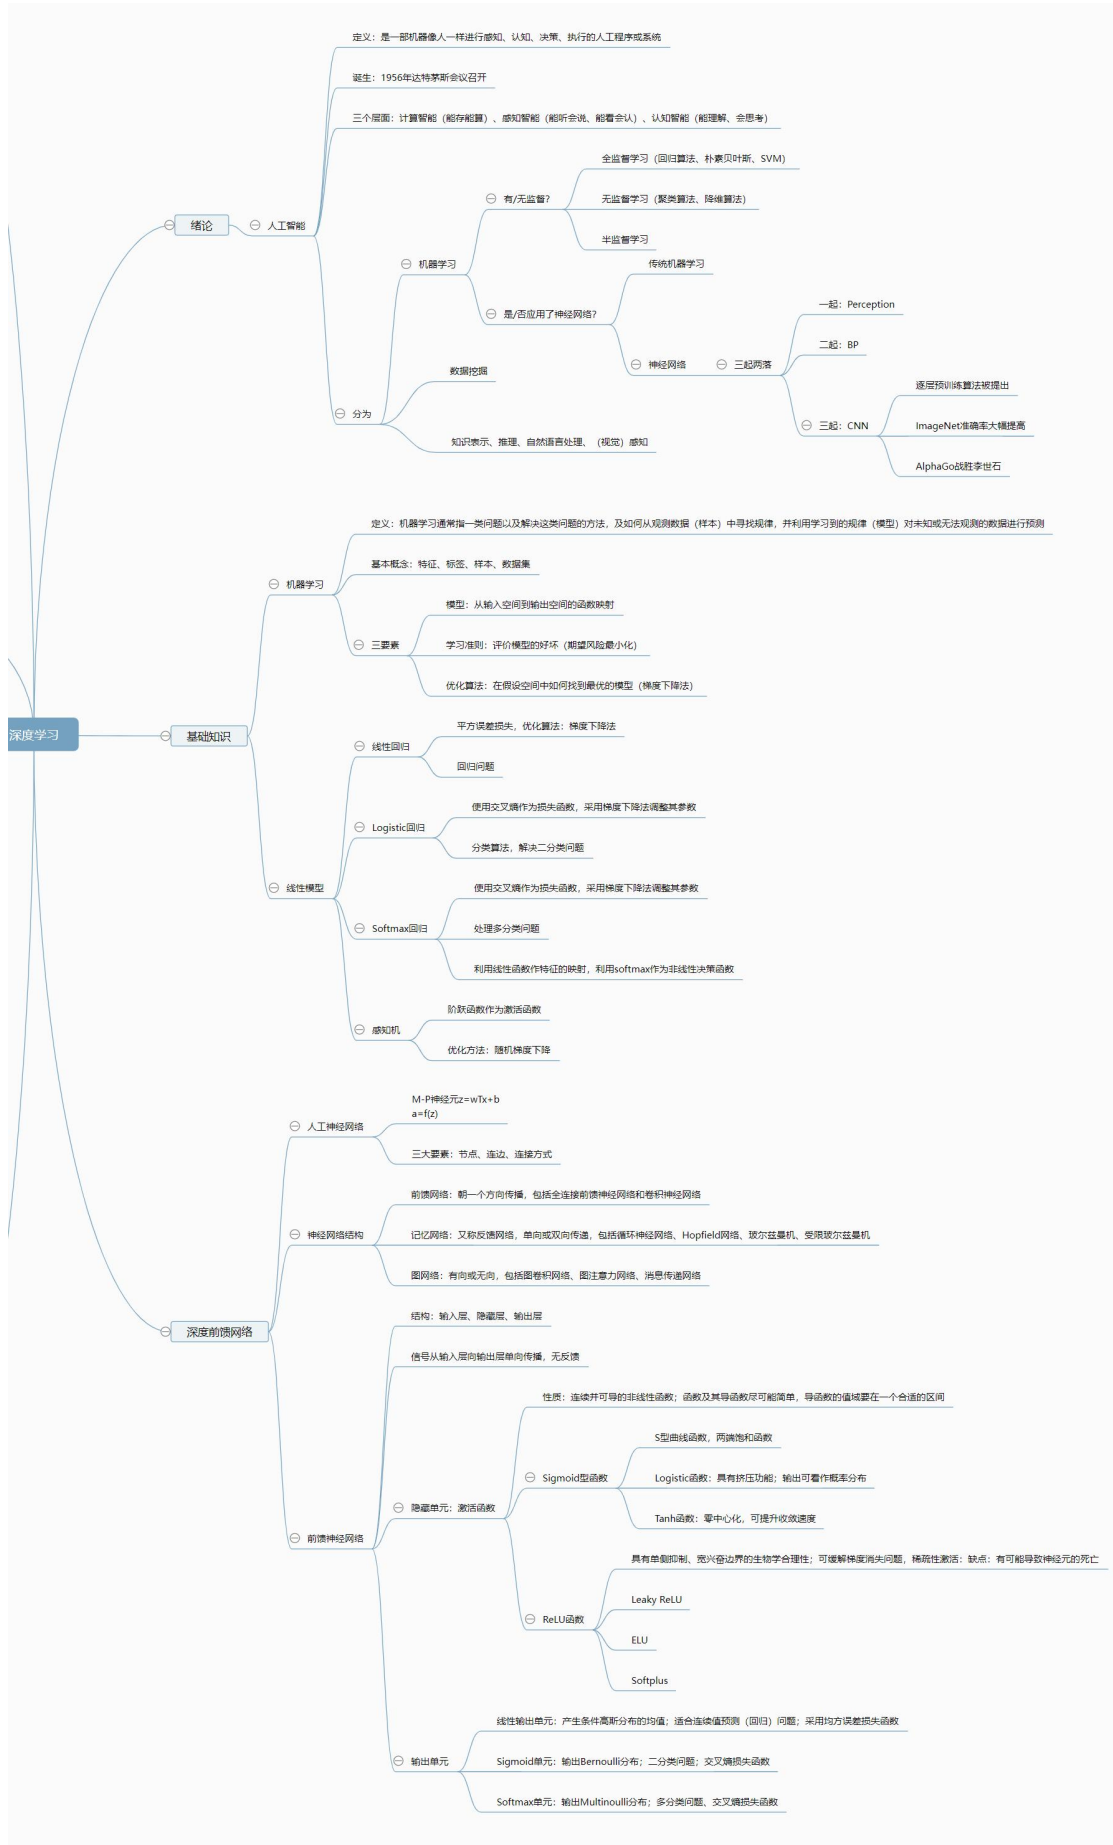 深度学习
绪论
人工智能
定义：是一部机器像人一样进行感知、认知、决策、执行的人工程序或系统
诞生：1956年达特茅斯会议召开
三个层面：计算智能（能存能算）、感知智能（能听会说、能看会认）、认知智能（能理解、会思考）
分为
机器学习
有/无监督?
全监督学习（回归算法、朴素贝叶斯、SVM）
无监督学习（聚类算法、降维算法）
半监督学习
是/否应用了神经网络?
传统机器学习
神经网络
三起两落
一起：Perception
二起：BP
三起：CNN
逐层预训练算法被提出
ImageNet准确率大幅提高
AlphaGo战胜李世石
数据挖掘
知识表示、推理、自然语言处理、（视觉）感知
基础知识
机器学习
定义：机器学习通常指一类问题以及解决这类问题的方法，及如何从观测数据（样本）中寻找规律，并利用学习到的规律（模型）对未知或无法观测的数据进行预测
基本概念：特征、标签、样本、数据集
三要素
模型：从输入空间到输出空间的函数映射
学习准则：评价模型的好坏（期望风险最小化）
优化算法：在假设空间中如何找到最优的模型（梯度下降法）
线性模型
线性回归
平方误差损失，优化算法：梯度下降法
回归问题
Logistic回归
使用交叉熵作为损失函数，采用梯度下降法调整其参数
分类算法，解决二分类问题
Softmax回归
使用交叉熵作为损失函数，采用梯度下降法调整其参数
处理多分类问题
利用线性函数作特征的映射，利用softmax作为非线性决策函数
感知机
阶跃函数作为激活函数
优化方法：随机梯度下降
深度前馈网络
人工神经网络
M-P神经元z=wTx+b
a=f(z)
三大要素：节点、连边、连接方式
神经网络结构
前馈网络：朝一个方向传播，包括全连接前馈神经网络和卷积神经网络
记忆网络：又称反馈网络，单向或双向传递，包括循环神经网络、Hopfield网络、玻尔兹曼机、受限玻尔兹曼机
图网络：有向或无向，包括图卷积网络、图注意力网络、消息传递网络
前馈神经网络
结构：输入层、隐藏层、输出层
信号从输入层向输出层单向传播，无反馈
隐藏单元：激活函数
性质：连续并可导的非线性函数；函数及其导函数尽可能简单，导函数的值域要在一个合适的区间
Sigmoid型函数
S型曲线函数，两端饱和函数
Logistic函数：具有挤压功能；输出可看作概率分布
Tanh函数：零中心化，可提升收敛速度
ReLU函数
具有单侧抑制、宽兴奋边界的生物学合理性；可缓解梯度消失问题，稀疏性激活：缺点：有可能导致神经元的死亡
Leaky ReLU
ELU
Softplus
输出单元
线性输出单元：产生条件高斯分布的均值；适合连续值预测（回归）问题；采用均方误差损失函数
Sigmoid单元：输出Bernoulli分布；二分类问题；交叉熵损失函数
Softmax单元：输出Multinoulli分布；多分类问题、交叉熵损失函数